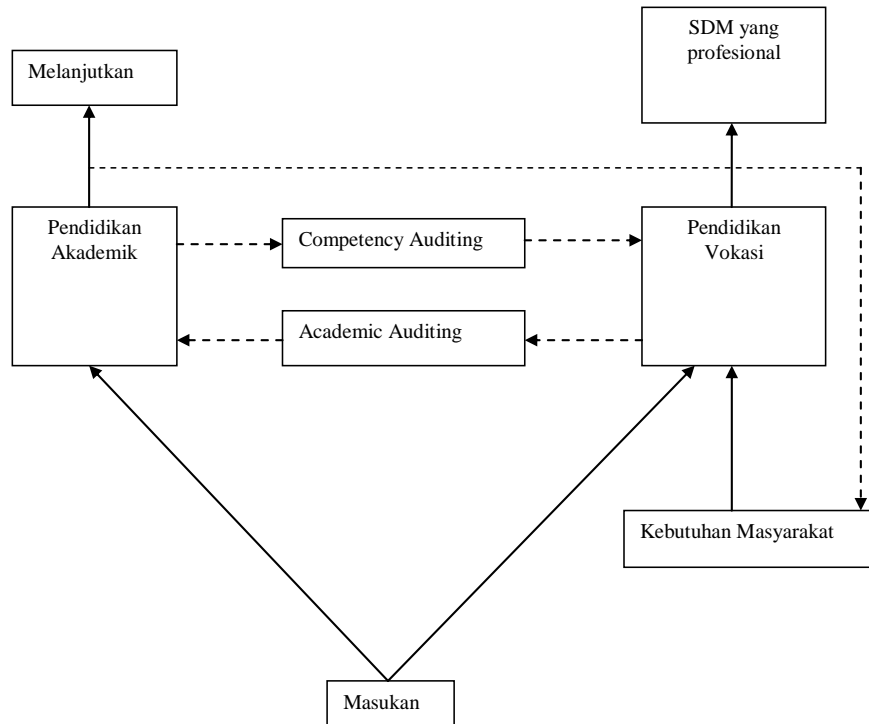 SDM yang
profesional
Melanjutkan
Pendidikan
Akademik
Competency Auditing
Pendidikan
Vokasi
Academic Auditing
Kebutuhan Masyarakat
Masukan